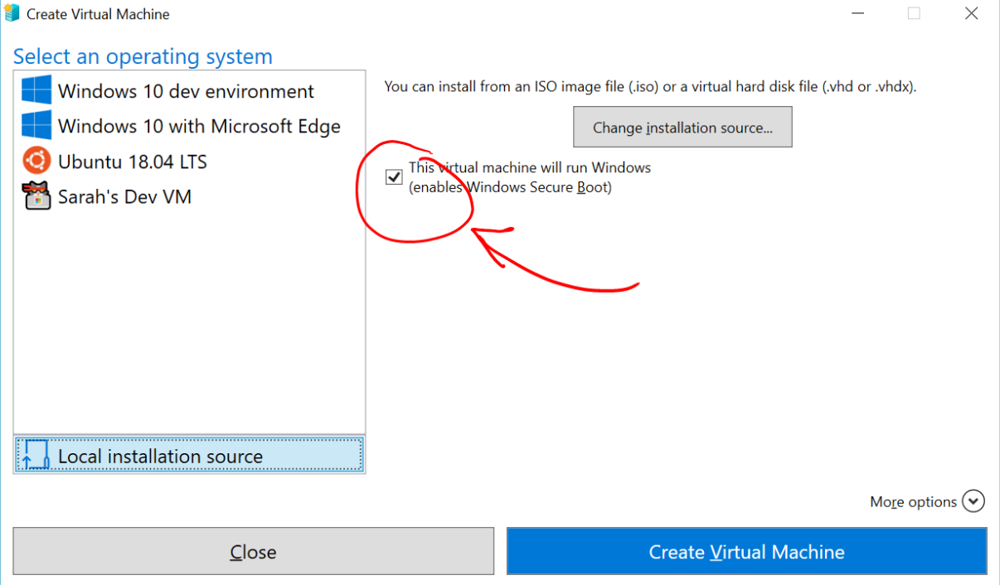 Create Virtual Machine
Select an operating system
Windows 10 dev environment
Windows 10 with Microsoft Edge
Ubuntu 18.04 LTS
Sarah's Dev VM
Local installation source
You can install from an ISO image file (.iso) or a virtual hard disk file (.vhd or .vhdx).
Change installation source...
This virtual machine will run Windows
(enables Windows Secure Boot)
More options
Close
Create Virtual Machine